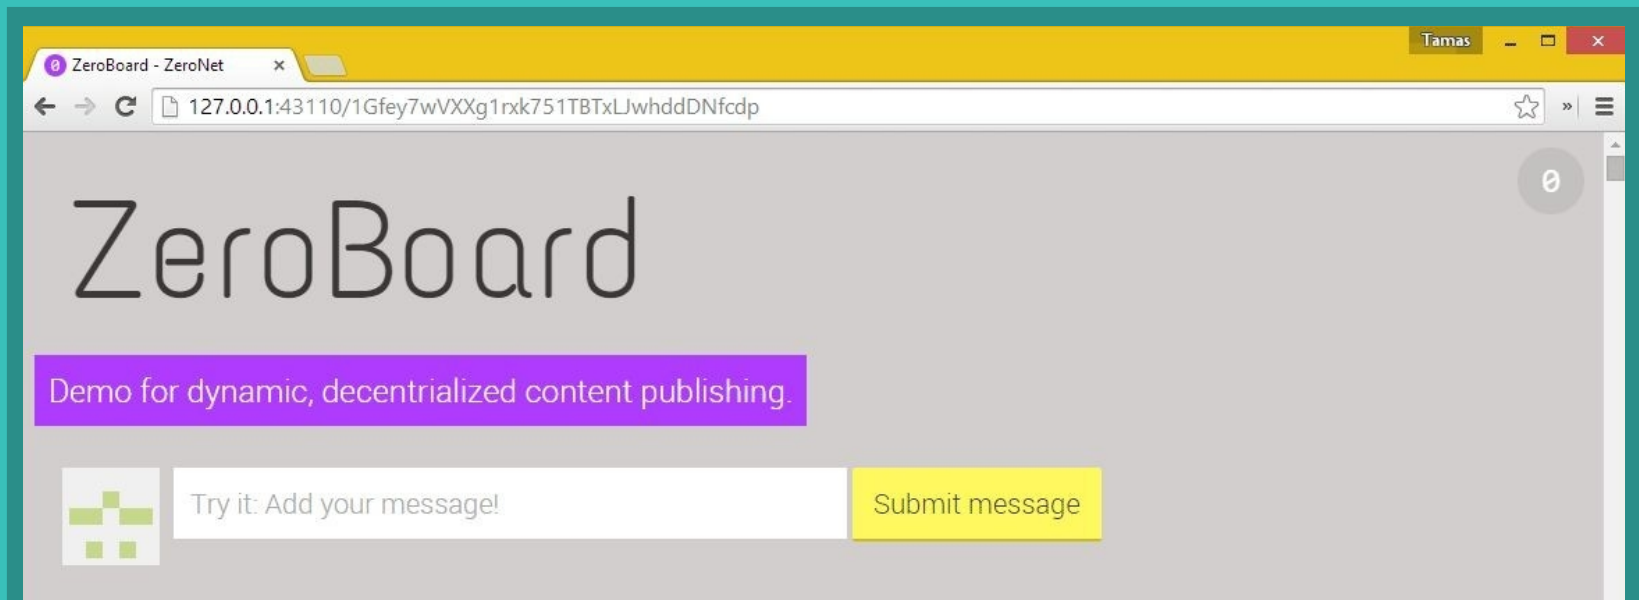 Tamas
ZeroBoard - ZeroNet
127.0.0.1:43110/1Gfey7wVXXg1rxk751TBTxLJwhddDNfcdp
0
ZeroBoard
Demo for dynamic, decentrialized content publishing.
Try it: Add your message!
Submit message